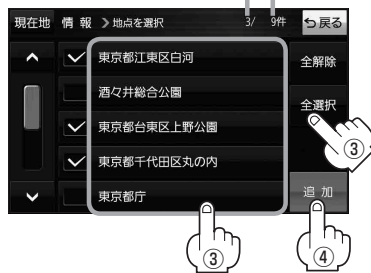 現在地 情 報 ❯地点を選択 3/ 9件 戻る
東京都江東区白河 全解除
酒々井総合公園
全選択
東京都台東区上野公園
③
東京都千代田区丸の内
東京都庁 追 加
③ ④